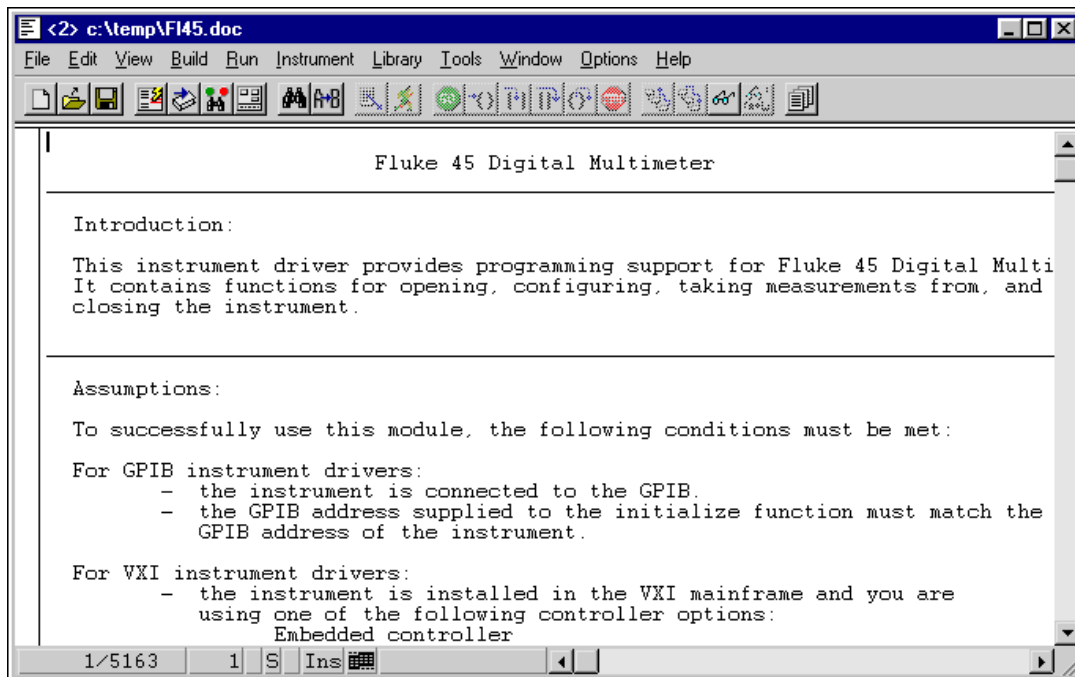 <2> c:\temp\Fl45.doc
File Edit View Build Run Instrument Library Tools Window Options Help
Fluke 45 Digital Multimeter
Introduction:
This instrument driver provides programming support for Fluke 45 Digital Multi
It contains functions for opening, configuring, taking measurements from, and
closing the instrument.
Assumptions:
To successfully use this module, the following conditions must be met:
For GPIB instrument drivers:
- the instrument is connected to the GPIB.
- the GPIB address supplied to the initialize function must match the
GPIB address of the instrument.
For VXI instrument drivers:
- the instrument is installed in the VXI mainframe and you are
using one of the following controller options:
Embedded controller
1/5163 1 S Ins